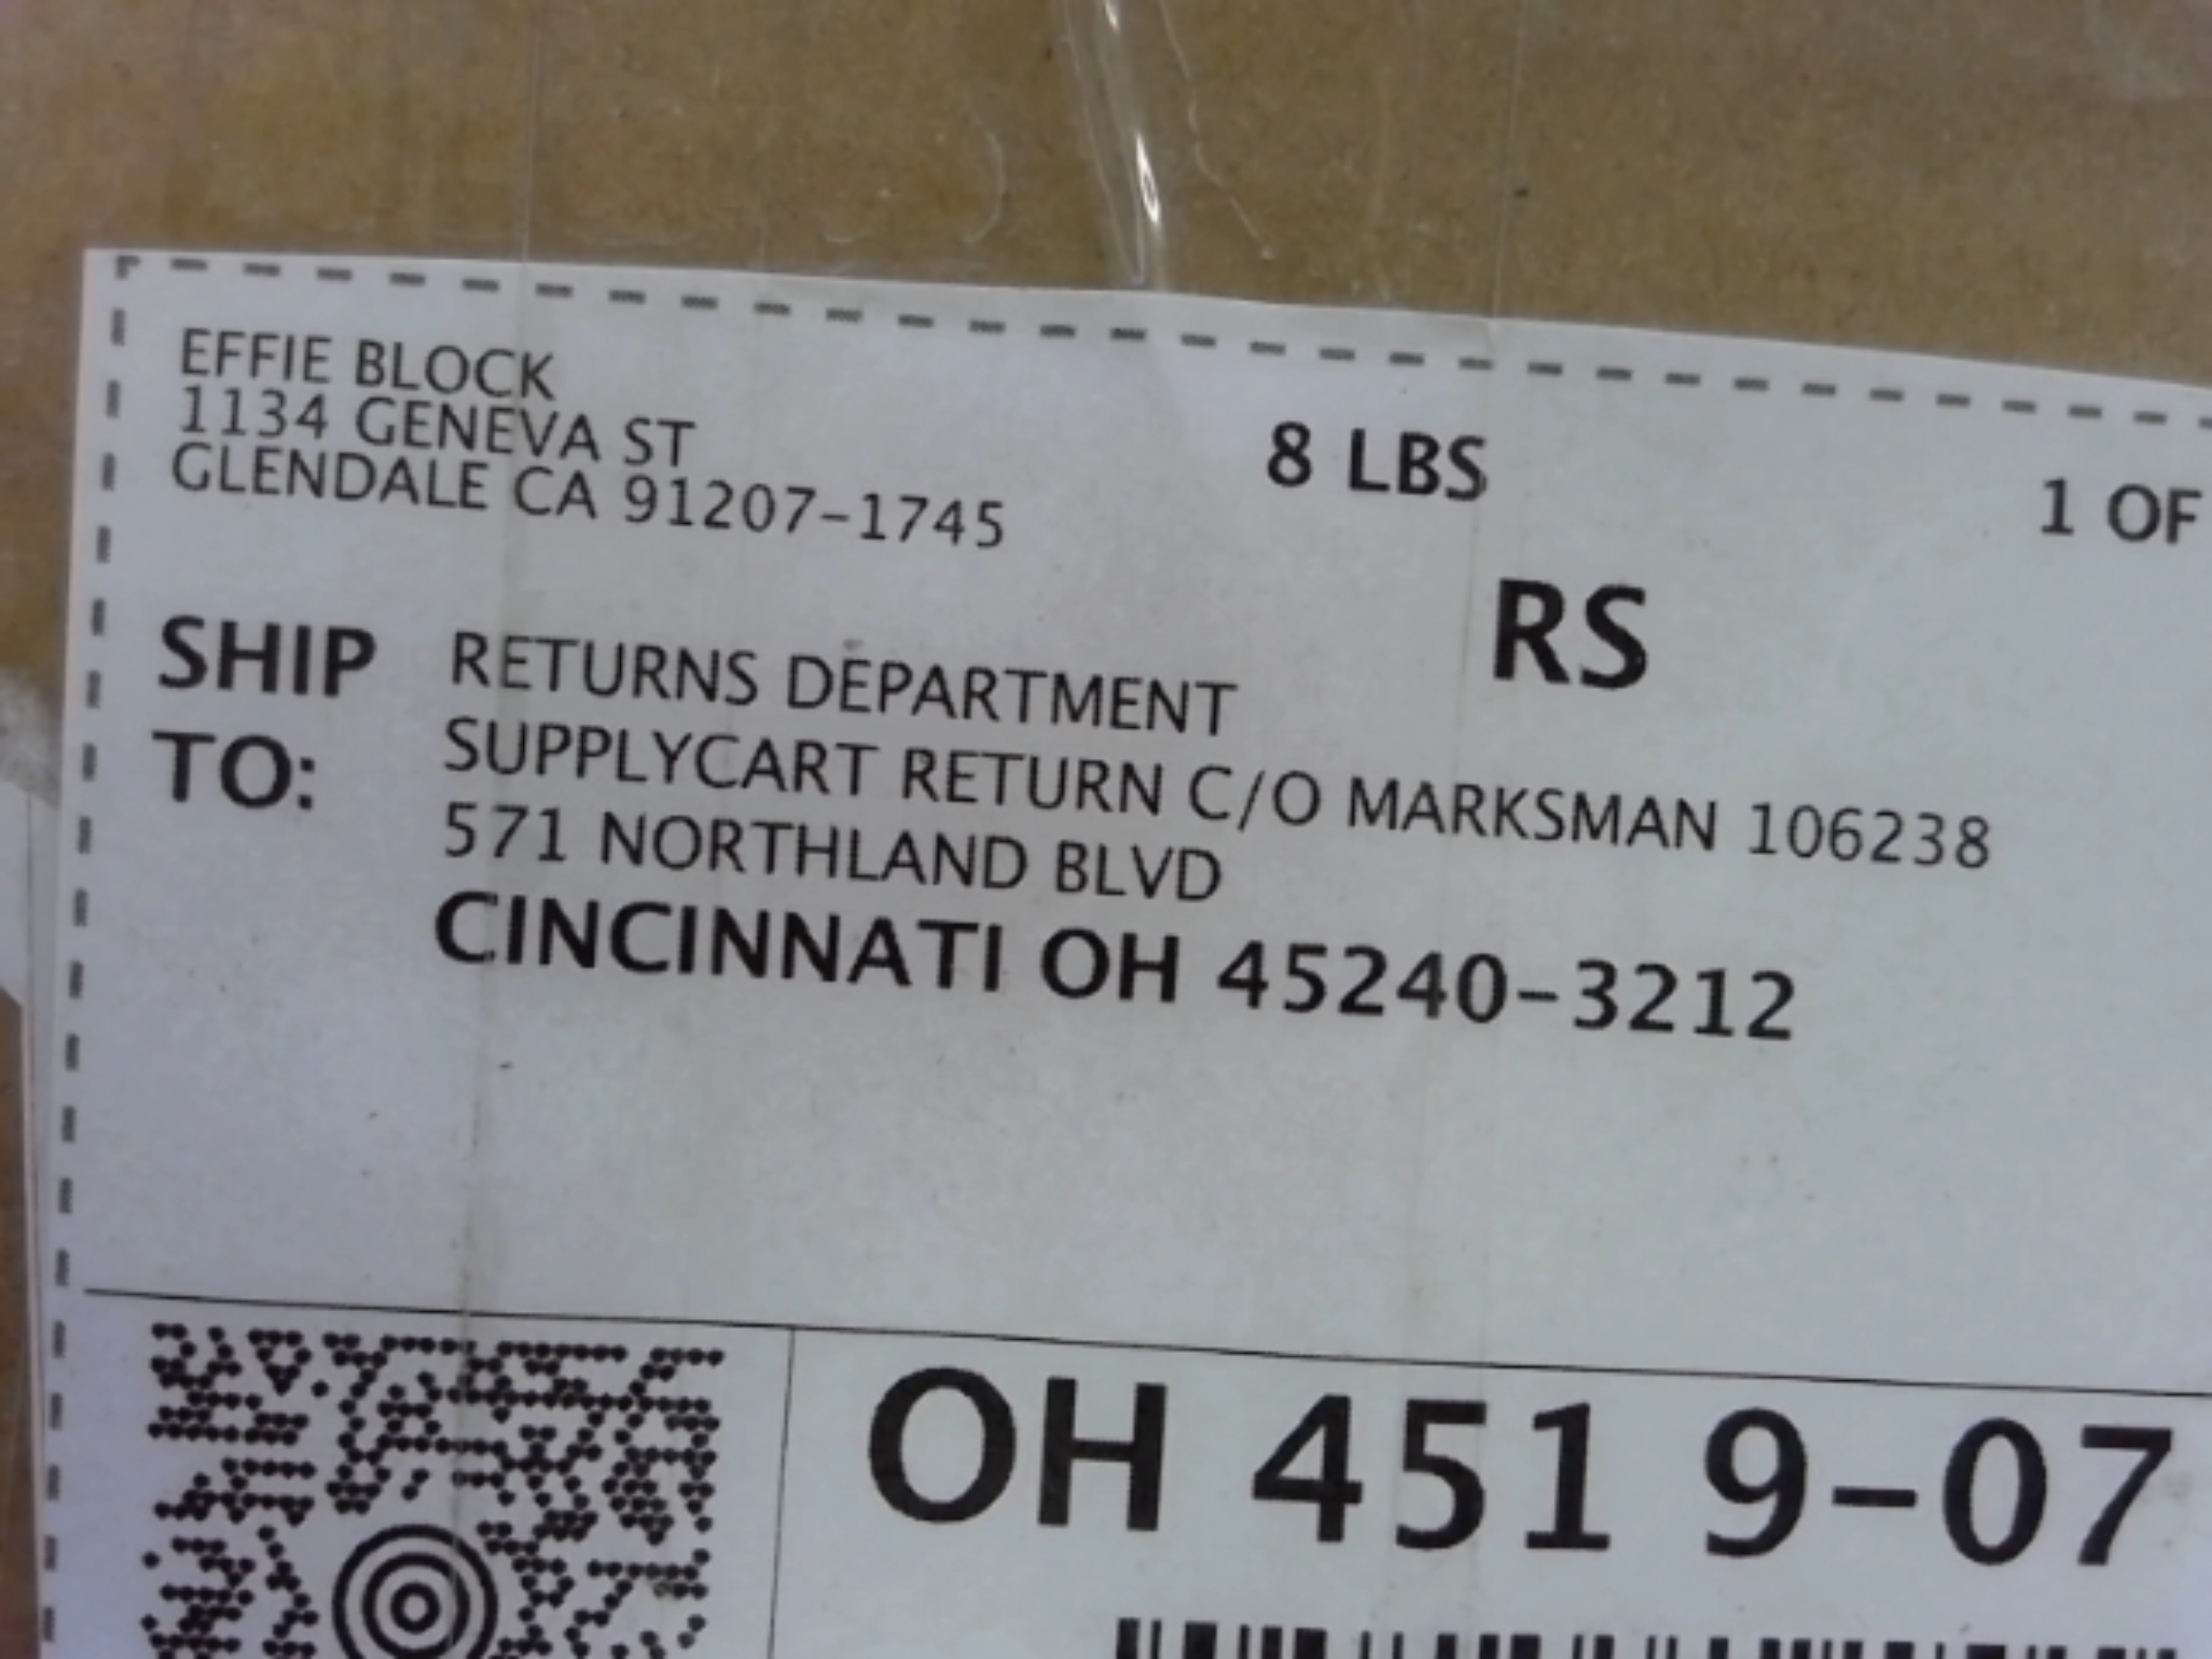 EFFIE BLOCK
1134 GENEVA ST
GLENDALE CA 91207-1745
8 LBS
1 OF
RS
SHIP
TO:
RETURNS DEPARTMENT
SUPPLYCART RETURN C/O MARKSMAN 106238
571 NORTHLAND BLVD
CINCINNATI OH 45240-3212
OH 451 9-07